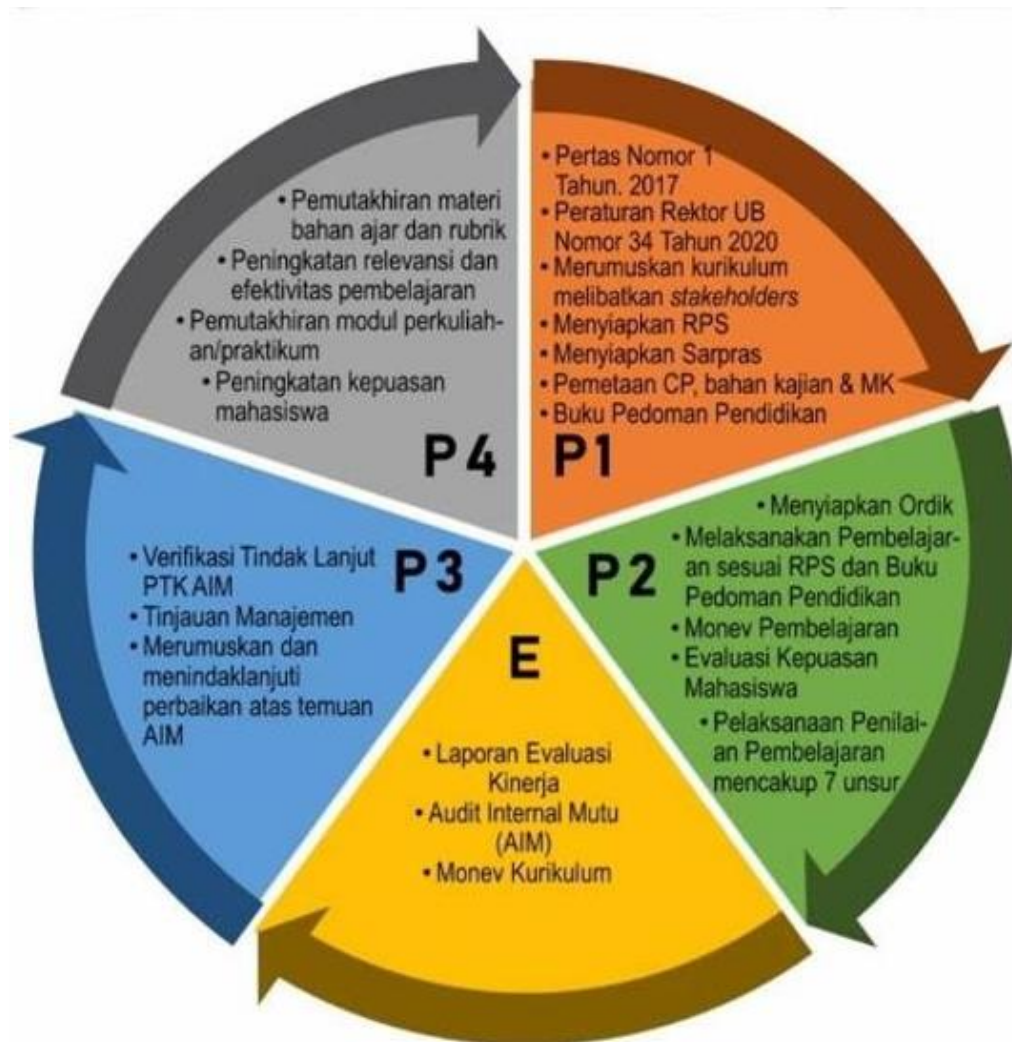 • Pertas Nomor 1
Tahun. 2017
• Peraturan Rektor UB
Nomor 34 Tahun 2020
• Merumuskan kurikulum
melibatkan stakeholders
• Menyiapkan RPS
• Menyiapkan Sarpras
• Pemetaan CP, bahan kajian & MK
• Buku Pedoman Pendidikan
P1
• Menyiapkan Ordik
• Melaksanakan Pembelajar-
an sesuai RPS dan Buku
Pedoman Pendidikan
• Monev Pembelajaran
• Evaluasi Kepuasan
Mahasiswa
• Pelaksanaan Penilai-
an Pembelajaran
mencakup 7 unsur
P2
E
• Laporan Evaluasi
Kinerja
• Audit Internal Mutu
(AIM)
• Monev Kurikulum
P3
• Verifikasi Tindak Lanjut
PTK AIM
• Tinjauan Manajemen
• Merumuskan dan
menindaklanjuti
perbaikan atas temuan
AIM
• Pemutakhiran materi
bahan ajar dan rubrik
• Peningkatan relevansi dan
efektivitas pembelajaran
• Pemutakhiran modul perkuliah-
an/praktikum
• Peningkatan kepuasan
mahasiswa
P4